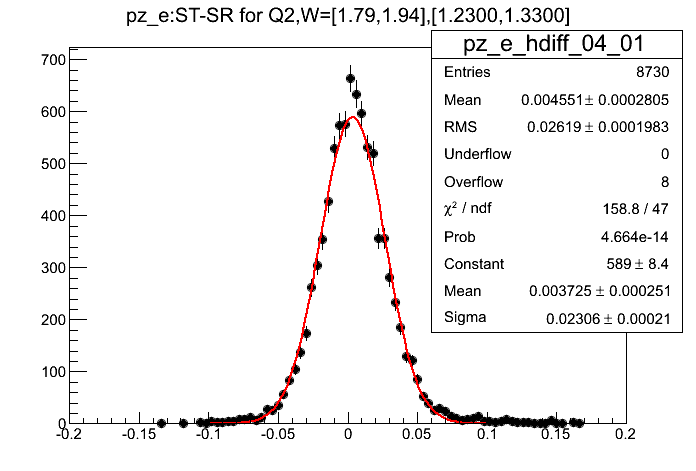 pz_e:ST-SR for Q2,W=[1.79,1.94],[1.2300,1.3300]
pz_e_hdiff_04_01
Entries 8730
Mean 0.004551± 0.0002805
RMS 0.02619± 0.0001983
Underflow 0
Overflow 8
χ² / ndf 158.8 / 47
Prob 4.664e-14
Constant 589 ± 8.4
Mean 0.003725 ± 0.000251
Sigma 0.02306 ± 0.00021
700
600
500
400
300
200
100
0
-0.2 -0.15 -0.1 -0.05 0 0.05 0.1 0.15 0.2